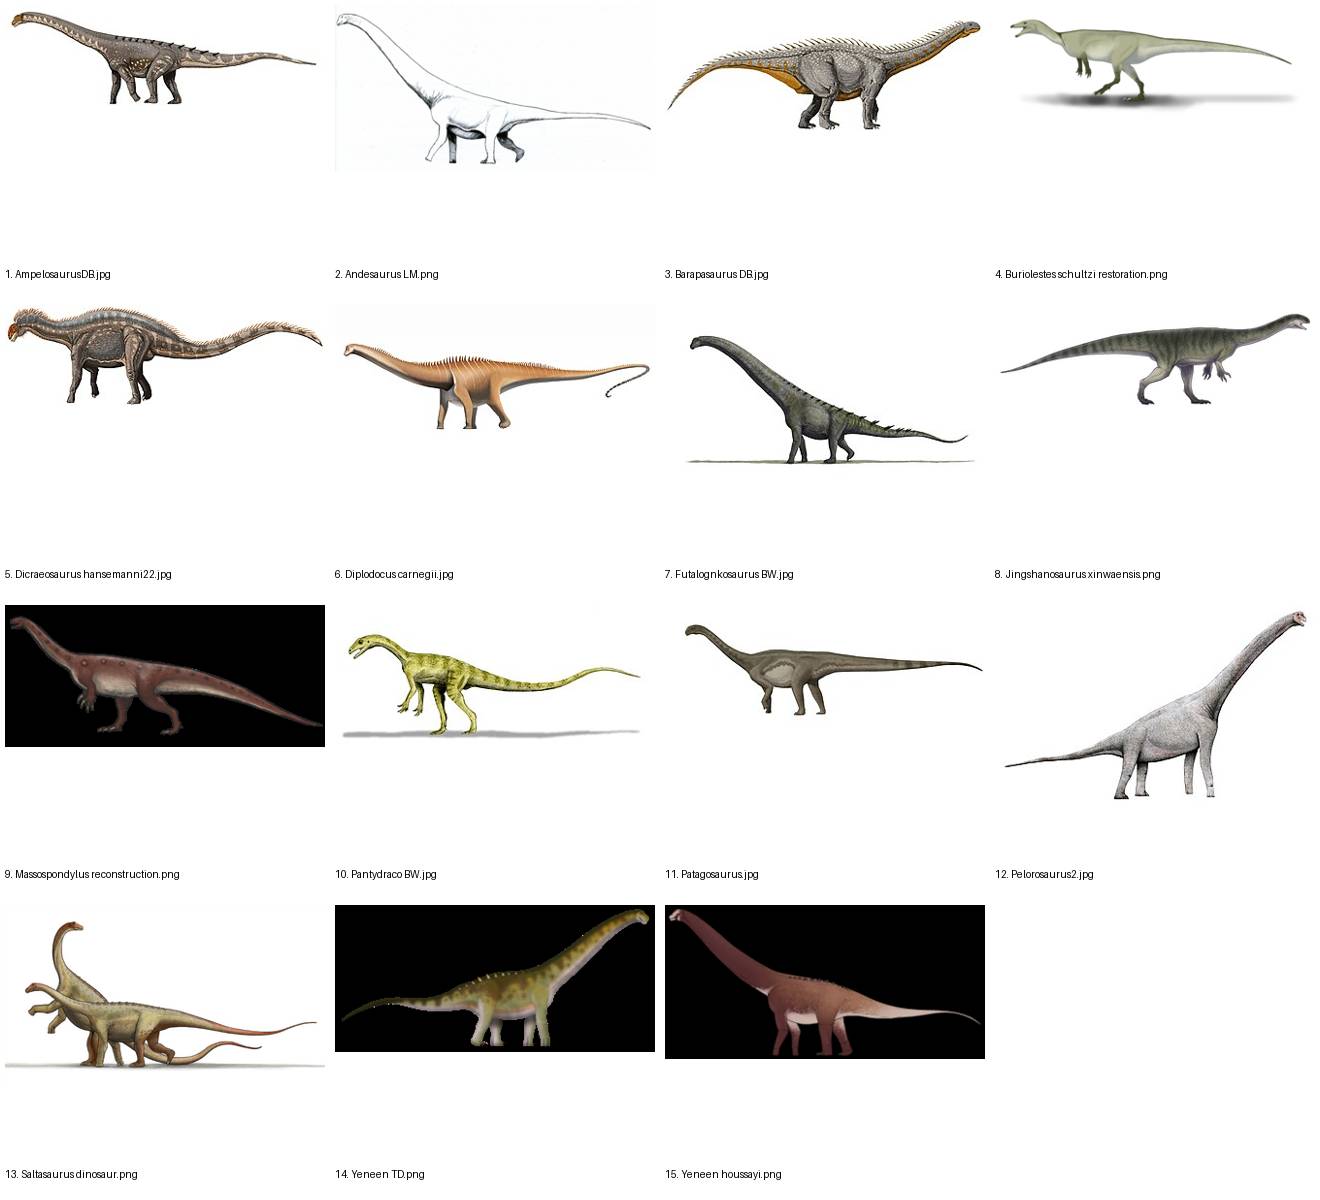 1. AmpelosaurusDB.jpg
2. Andesaurus LM.png
3. Barapasaurus DB.jpg
4. Buriolestes schultzi restoration.png
5. Dicraeosaurus hansemanni22.jpg
6. Diplodocus carnegii.jpg
7. Futalognkosaurus BW.jpg
8. Jingshanosaurus xinwaensis.png
9. Massospondylus reconstruction.png
10. Pantydraco BW.jpg
11. Patagosaurus.jpg
12. Pelorosaurus2.jpg
13. Saltasaurus dinosaur.png
14. Yeneen TD.png
15. Yeneen houssayi.png